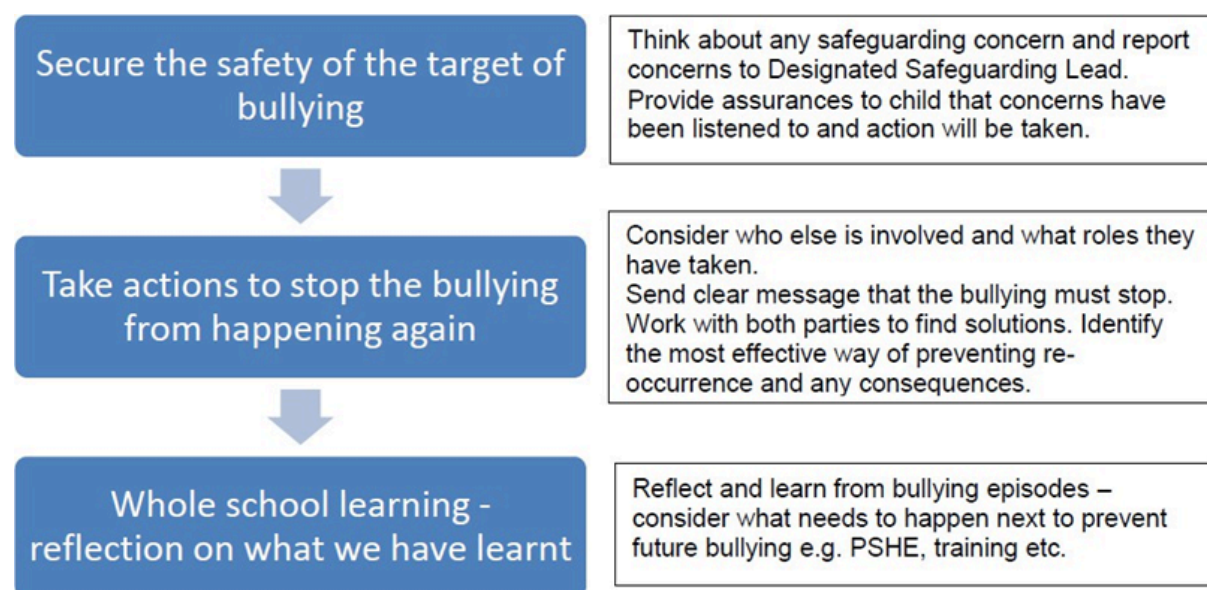 Secure the safety of the target of
bullying
Think about any safeguarding concern and report
concerns to Designated Safeguarding Lead.
Provide assurances to child that concerns have
been listened to and action will be taken.
Take actions to stop the bullying
from happening again
Consider who else is involved and what roles they
have taken.
Send clear message that the bullying must stop.
Work with both parties to find solutions. Identify
the most effective way of preventing re-
occurrence and any consequences.
Whole school learning -
reflection on what we have learnt
Reflect and learn from bullying episodes –
consider what needs to happen next to prevent
future bullying e.g. PSHE, training etc.